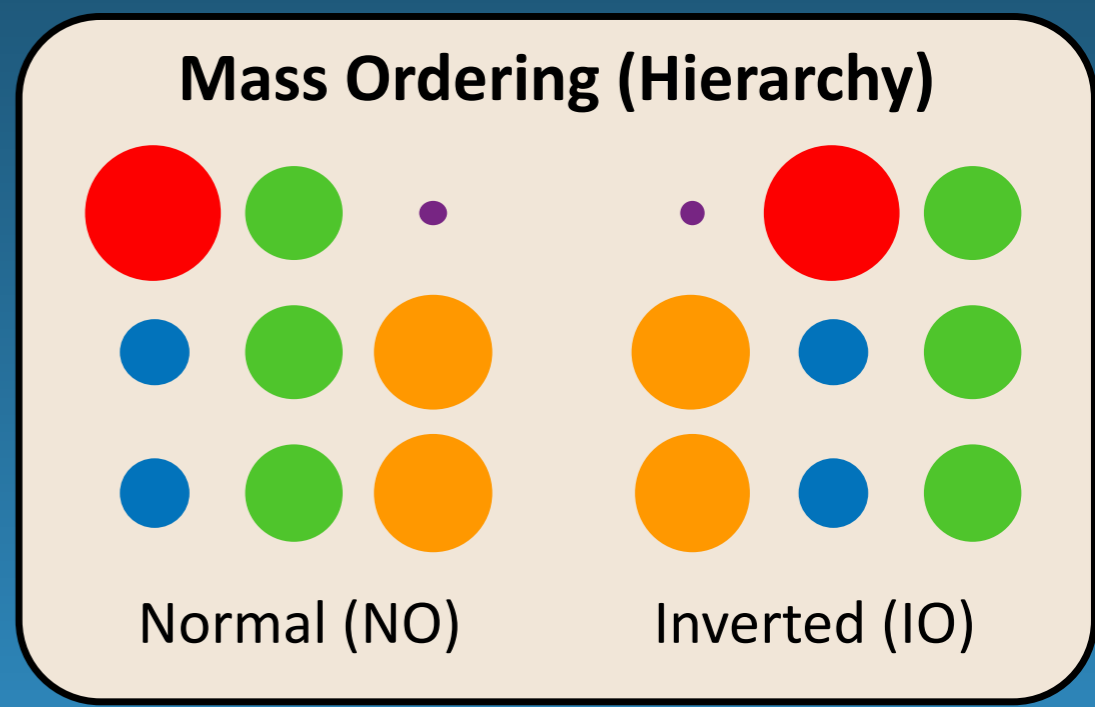 Mass Ordering (Hierarchy)
Normal (NO)
Inverted (IO)